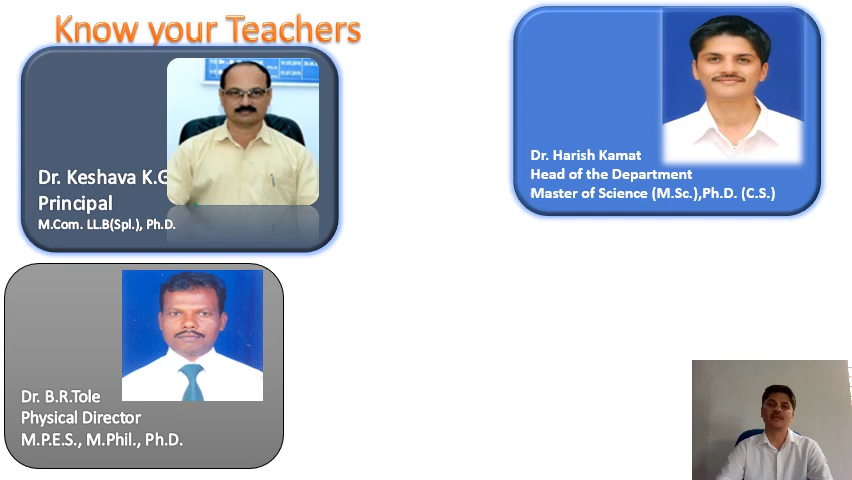 Know your Teachers
Dr. Keshava K.G
Principal
M.Com. LL.B(Spl.), Ph.D.
Dr. Harish Kamat
Head of the Department
Master of Science (M.Sc.),Ph.D. (C.S.)
Dr. B.R.Tole
Physical Director
M.P.E.S., M.Phil., Ph.D.